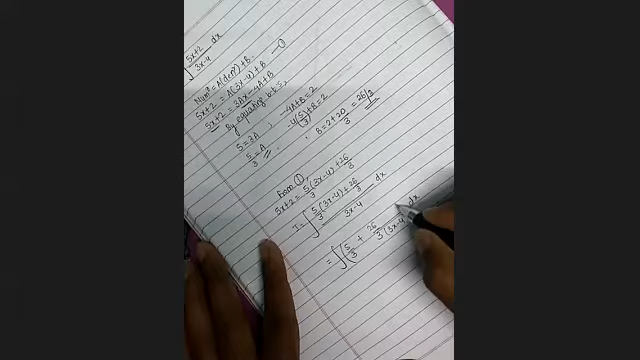 ∫ (5x+2)/(3x-4) dx
Numʳ = A(denʳ) + B. —①
5x+2 = A(3x-4) + B
5x+2 = 3Ax - 4A + B
By equating b.t.
5 = 3A
5/3 = A
-4A+B = 2
-4(5/3)+B = 2
B = 2+20/3 = 26/3
From ①,
5x+2 = 5/3 (3x-4) + 26/3
I = ∫ (5/3 (3x-4) + 26/3)/(3x-4) dx
= ∫ (5/3 + 26/3(3x-4 dx